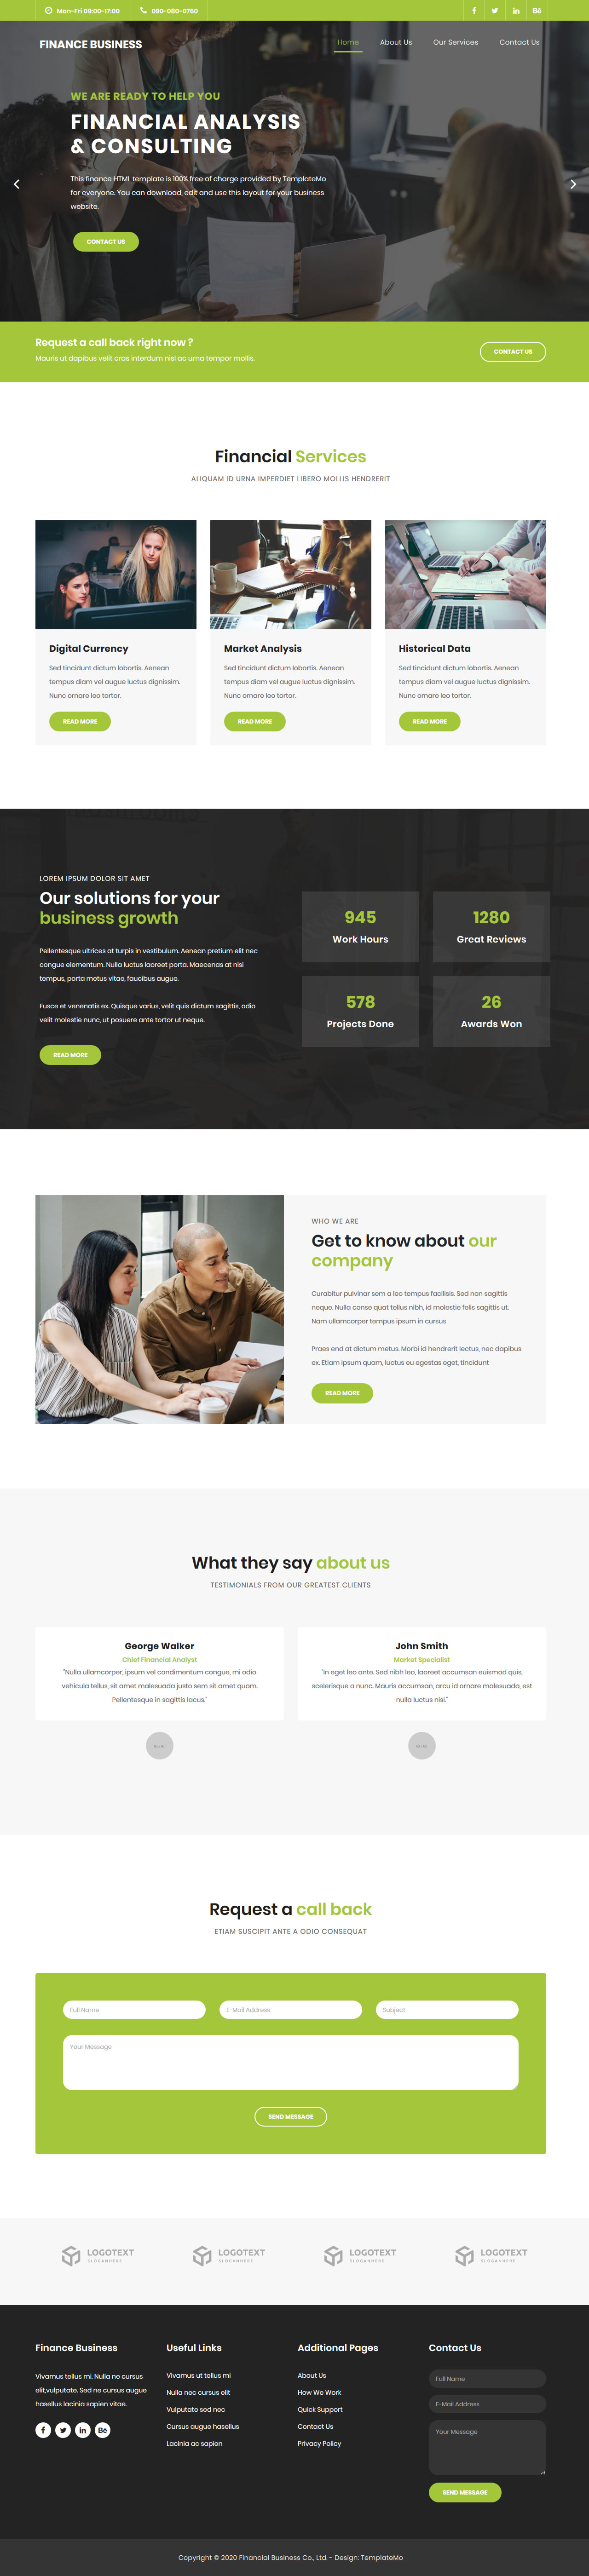 Mon-Fri 09:00-17:00
090-080-0760
FINANCE BUSINESS
Home
About Us
Our Services
Contact Us
WE ARE READY TO HELP YOU
FINANCIAL ANALYSIS
& CONSULTING
This finance HTML template is 100% free of charge provided by TemplateMo
for everyone. You can download, edit and use this layout for your business
website.
CONTACT US
Request a call back right now ?
Mauris ut dapibus velit cras interdum nisl ac urna tempor mollis.
CONTACT US
Financial Services
ALIQUAM ID URNA IMPERDIET LIBERO MOLLIS HENDRERIT
Digital Currency
Sed tincidunt dictum lobortis. Aenean
tempus diam vel augue luctus dignissim.
Nunc ornare leo tortor.
READ MORE
Market Analysis
Sed tincidunt dictum lobortis. Aenean
tempus diam vel augue luctus dignissim.
Nunc ornare leo tortor.
READ MORE
Historical Data
Sed tincidunt dictum lobortis. Aenean
tempus diam vel augue luctus dignissim.
Nunc ornare leo tortor.
READ MORE
LOREM IPSUM DOLOR SIT AMET
Our solutions for your
business growth
Pellentesque ultrices at turpis in vestibulum. Aenean pretium elit nec
congue elementum. Nulla luctus laoreet porta. Maecenas at nisi
tempus, porta metus vitae, faucibus augue.
Fusce et venenatis ex. Quisque varius, velit quis dictum sagittis, odio
velit molestie nunc, ut posuere ante tortor ut neque.
READ MORE
945
Work Hours
1280
Great Reviews
578
Projects Done
26
Awards Won
WHO WE ARE
Get to know about our
company
Curabitur pulvinar sem a leo tempus facilisis. Sed non sagittis
neque. Nulla conse quat tellus nibh, id molestie felis sagittis ut.
Nam ullamcorper tempus ipsum in cursus
Praes end at dictum metus. Morbi id hendrerit lectus, nec dapibus
ex. Etiam ipsum quam, luctus eu egestas eget, tincidunt
READ MORE
What they say about us
TESTIMONIALS FROM OUR GREATEST CLIENTS
George Walker
Chief Financial Analyst
"Nulla ullamcorper, ipsum vel condimentum congue, mi odio
vehicula tellus, sit amet malesuada justo sem sit amet quam.
Pellentesque in sagittis lacus."
John Smith
Market Specialist
"In eget leo ante. Sed nibh leo, laoreet accumsan euismod quis,
scelerisque a nunc. Mauris accumsan, arcu id ornare malesuada, est
nulla luctus nisi."
Request a call back
ETIAM SUSCIPIT ANTE A ODIO CONSEQUAT
Full Name
E-Mail Address
Subject
Your Message
SEND MESSAGE
LOGOTEXT
SLOGANHERE
LOGOTEXT
SLOGANHERE
LOGOTEXT
SLOGANHERE
LOGOTEXT
SLOGANHERE
Finance Business
Vivamus tellus mi. Nulla ne cursus
elit,vulputate. Sed ne cursus augue
hasellus lacinia sapien vitae.
Useful Links
Vivamus ut tellus mi
Nulla nec cursus elit
Vulputate sed nec
Cursus augue hasellus
Lacinia ac sapien
Additional Pages
About Us
How We Work
Quick Support
Contact Us
Privacy Policy
Contact Us
Full Name
E-Mail Address
Your Message
SEND MESSAGE
Copyright © 2020 Financial Business Co., Ltd. - Design: TemplateMo